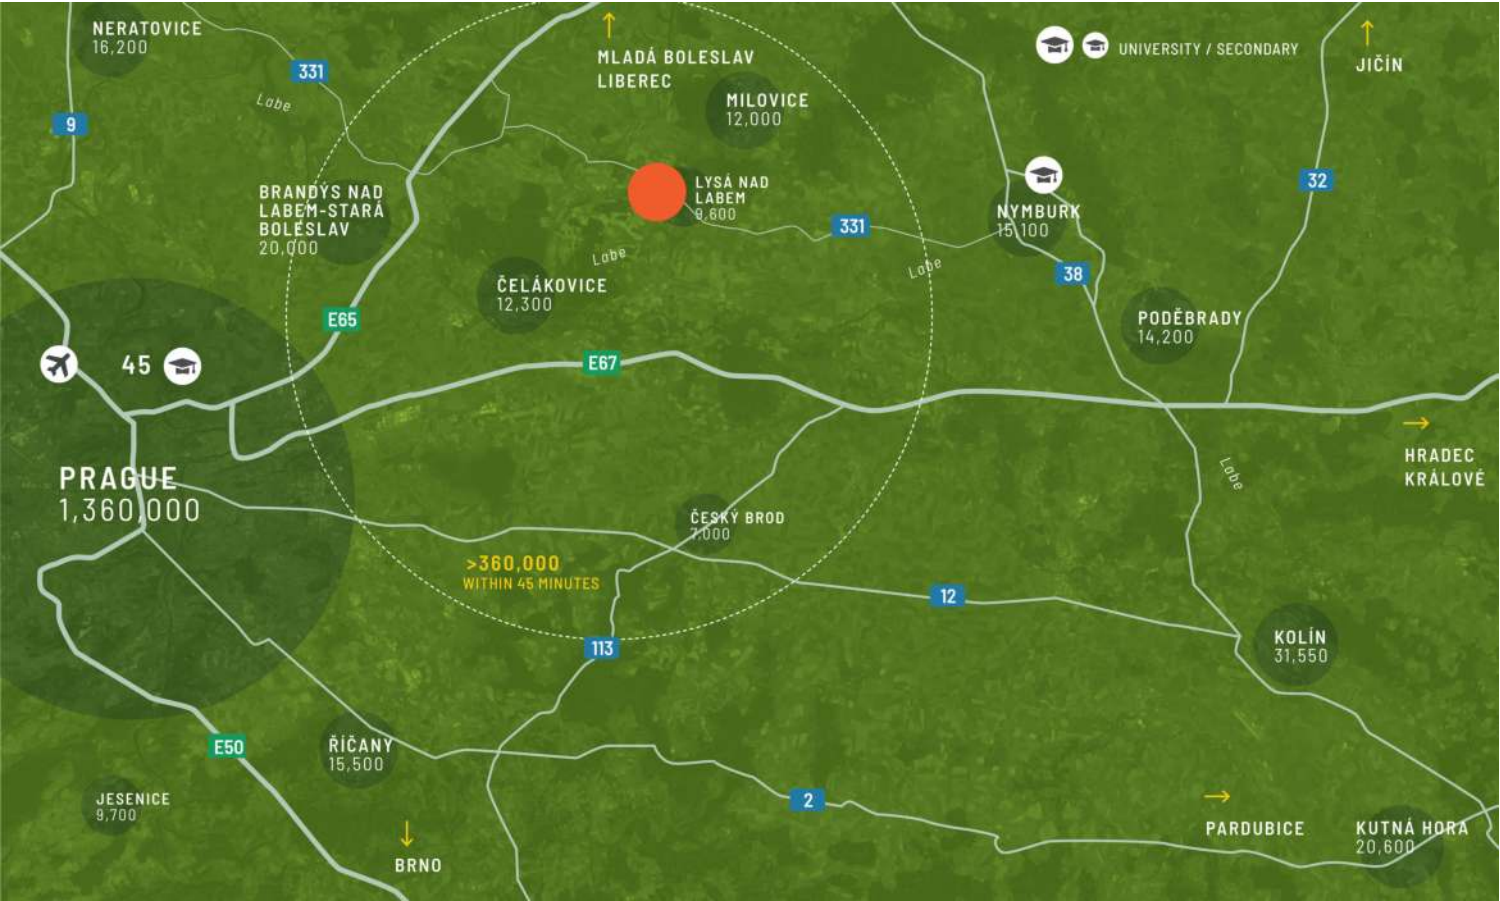 NERATOVICE
16,200
331
Labe
9
MLADÁ BOLESLAV
LIBEREC
MILOVICE
12,000
UNIVERSITY / SECONDARY
JIČÍN
BRANDÝS NAD
LABEM-STARÁ
BOLESLAV
20,000
LYSÁ NAD
LABEM
9,600
331
32
NYMBURK
15,100
Labe
Labe
38
ČELÁKOVICE
12,300
E65
PODĚBRADY
14,200
45
E67
PRAGUE
1,360,000
HRADEC
KRÁLOVÉ
Labe
ČESKÝ BROD
7,000
>360,000
WITHIN 45 MINUTES
12
113
KOLÍN
31,550
E50
ŘÍČANY
15,500
JESENICE
9,700
2
BRNO
PARDUBICE
KUTNÁ HORA
20,600